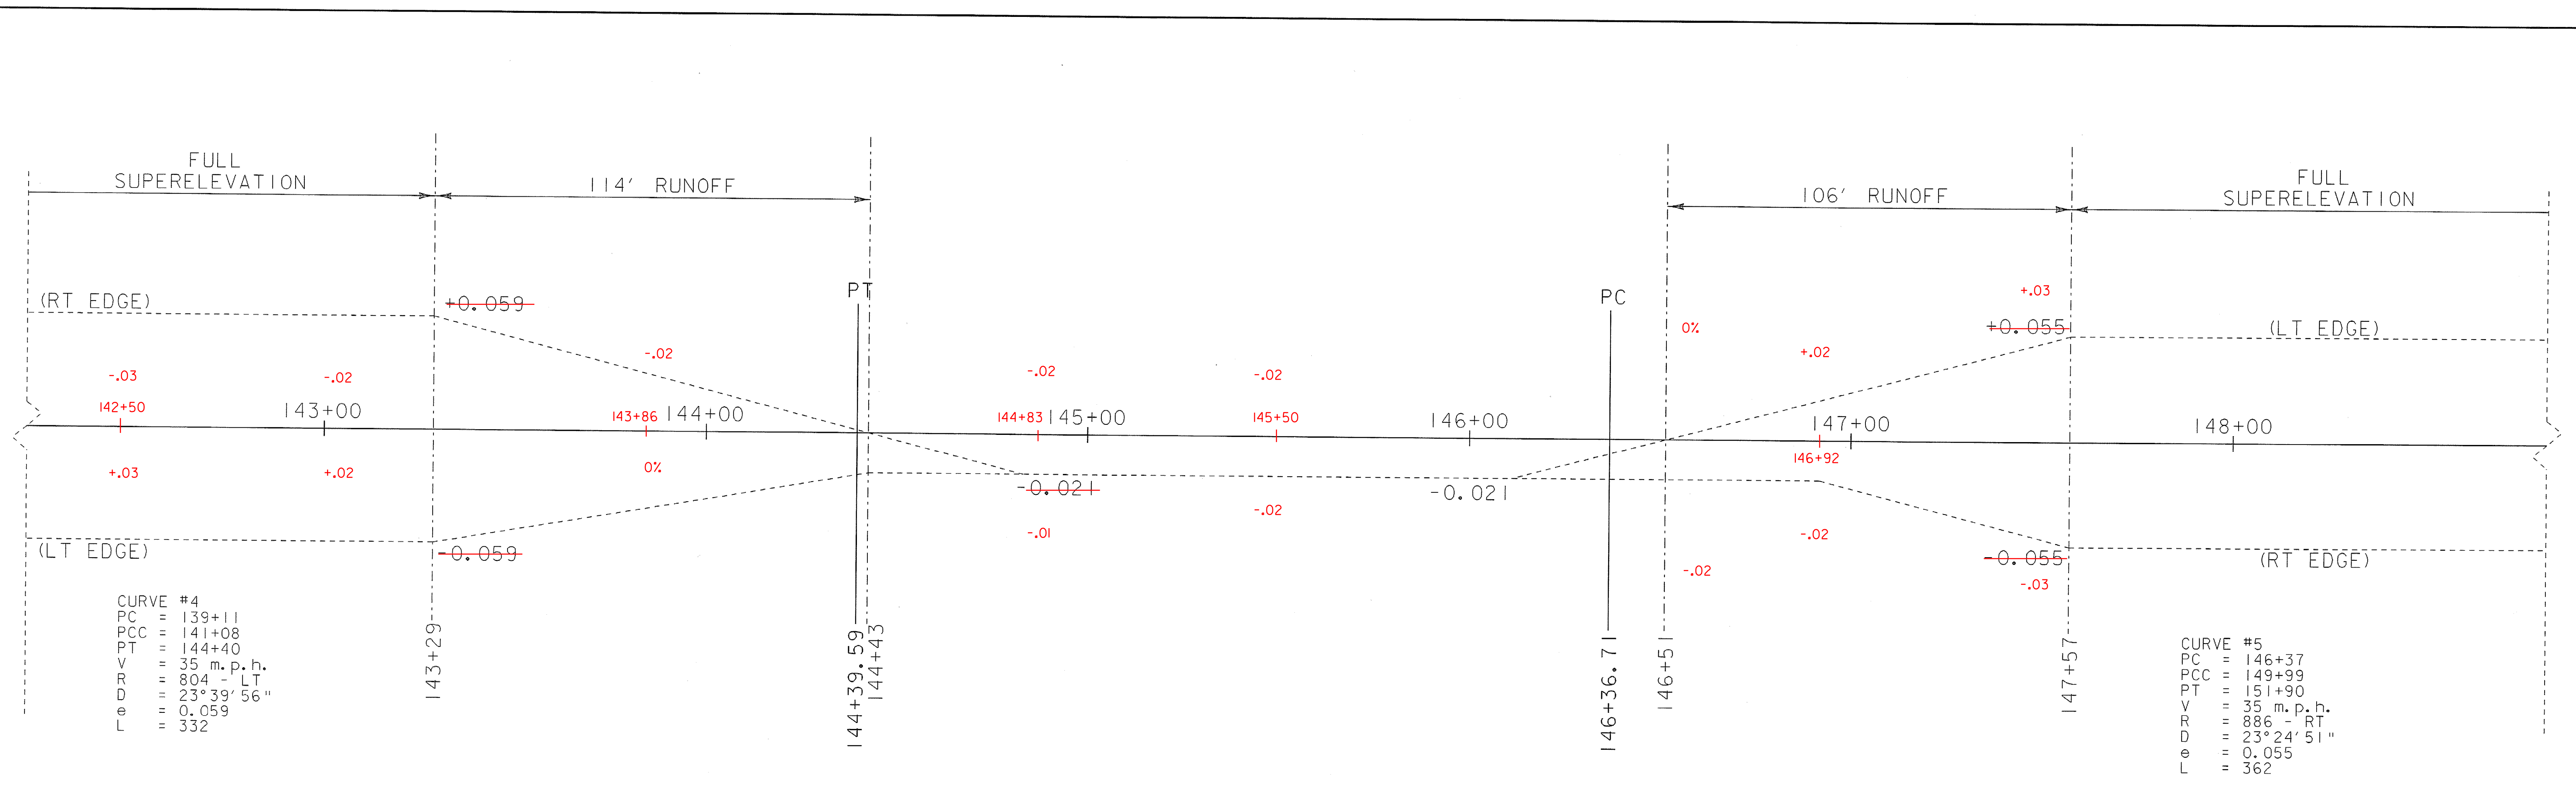 FULL
SUPERELEVATION
114' RUNOFF
106' RUNOFF
FULL
SUPERELEVATION
(RT EDGE)
+0.059
PT
PC
+.03
+0.055
(LT EDGE)
0%
-.03
-.02
-.02
-.02
-.02
+.02
142+50
143+00
143+86
144+00
144+83
145+00
145+50
146+00
147+00
148+00
146+92
+.03
+.02
0%
-0.021
-0.021
-.02
-.01
-.02
-.02
(LT EDGE)
-0.059
-0.055
-.03
(RT EDGE)
143+29
144+39.59
144+43
146+36.71
146+51
147+57
CURVE #4
PC = 139+11
PCC = 141+08
PT = 144+40
V = 35 m.p.h.
R = 804 - LT
D = 23°39'56"
e = 0.059
L = 332
CURVE #5
PC = 146+37
PCC = 149+99
PT = 151+90
V = 35 m.p.h.
R = 886 - RT
D = 23°24'51"
e = 0.055
L = 362